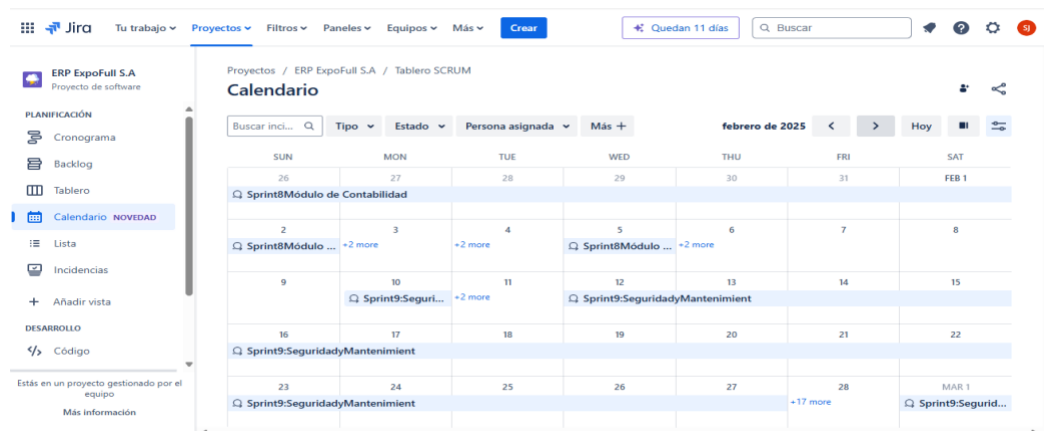 Jira Tu trabajo Proyectos Filtros Paneles Equipos Más Crear Quedan 11 días Buscar SJ
ERP ExpoFull S.A
Proyecto de software
PLANIFICACIÓN
Cronograma
Backlog
Tablero
Calendario NOVEDAD
Lista
Incidencias
Añadir vista
DESARROLLO
Código
Estás en un proyecto gestionado por el
equipo
Más información
Proyectos / ERP ExpoFull S.A / Tablero SCRUM
Calendario
Buscar inci... Tipo Estado Persona asignada Más + febrero de 2025 < > Hoy
SUN MON TUE WED THU FRI SAT
26 27 28 29 30 31 FEB 1
Sprint8Módulo de Contabilidad
2 3 4 5 6 7 8
Sprint8Módulo ... +2 more +2 more Sprint8Módulo ... +2 more
9 10 11 12 13 14 15
Sprint9:Seguri... +2 more Sprint9:SeguridadyMantenimient
16 17 18 19 20 21 22
Sprint9:SeguridadyMantenimient
23 24 25 26 27 28 MAR 1
Sprint9:SeguridadyMantenimient +17 more Sprint9:Segurid...